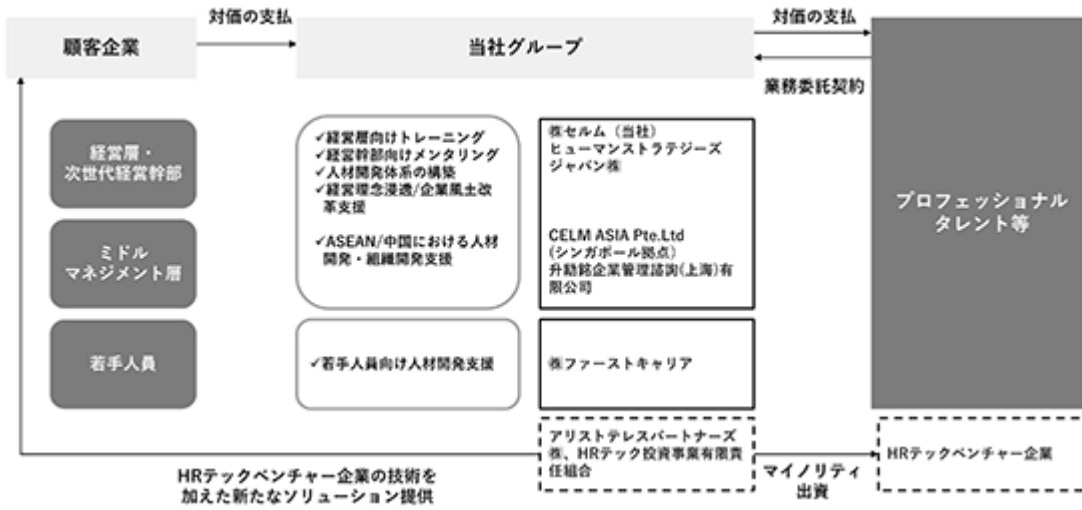 対価の支払
対価の支払
顧客企業
当社グループ
業務委託契約
経営層・
次世代経営幹部
ミドル
マネジメント層
若手人員
✓経営層向けトレーニング
✓経営幹部向けメンタリング
✓人材開発体系の構築
✓経営理念浸透/企業風土改
革支援
✓ASEAN/中国における人材
開発・組織開発支援
✓若手人員向け人材開発支援
㈱セルム（当社）
ヒューマンストラテジーズ
ジャパン㈱
CELM ASIA Pte.Ltd
(シンガポール拠点)
升励銘企業管理諮詢(上海)有
限公司
㈱ファーストキャリア
アリストテレスパートナーズ
㈱、HRテック投資事業有限責
任組合
プロフェッショナル
タレント等
HRテックベンチャー企業
マイノリティ
出資
HRテックベンチャー企業の技術を
加えた新たなソリューション提供